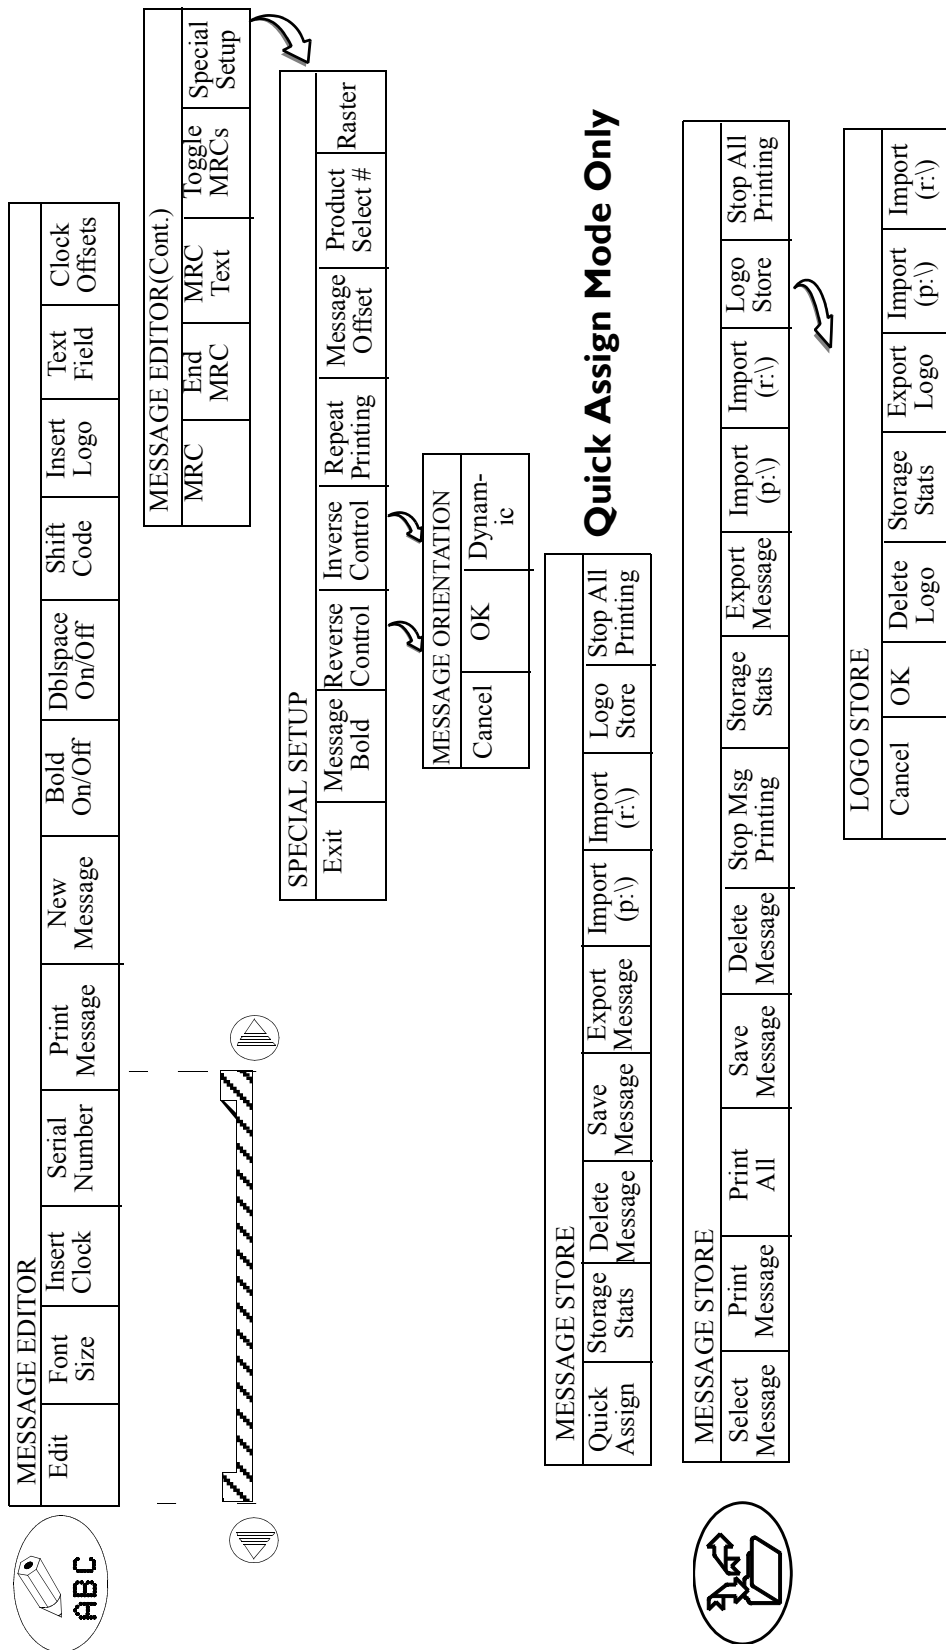 ABC
MESSAGE EDITOR
Edit
Font
Size
Insert
Clock
Serial
Number
Print
Message
New
Message
Bold
On/Off
Dblspace
On/Off
Shift
Code
Insert
Logo
Text
Field
Clock
Offsets
MESSAGE EDITOR(Cont.)
MRC
End
MRC
MRC
Text
Toggle
MRCs
Special
Setup
SPECIAL SETUP
Exit
Message
Bold
Reverse
Control
Inverse
Control
Repeat
Printing
Message
Offset
Product
Select #
Raster
MESSAGE ORIENTATION
Cancel
OK
Dynam-
ic
Quick Assign Mode Only
MESSAGE STORE
Quick
Assign
Storage
Stats
Delete
Message
Save
Message
Export
Message
Import
(p:\)
Import
(r:\)
Logo
Store
Stop All
Printing
MESSAGE STORE
Select
Message
Print
Message
Print
All
Save
Message
Delete
Message
Stop Msg
Printing
Storage
Stats
Export
Message
Import
(p:\)
Import
(r:\)
Logo
Store
Stop All
Printing
LOGO STORE
Cancel
OK
Delete
Logo
Storage
Stats
Export
Logo
Import
(p:\)
Import
(r:\)